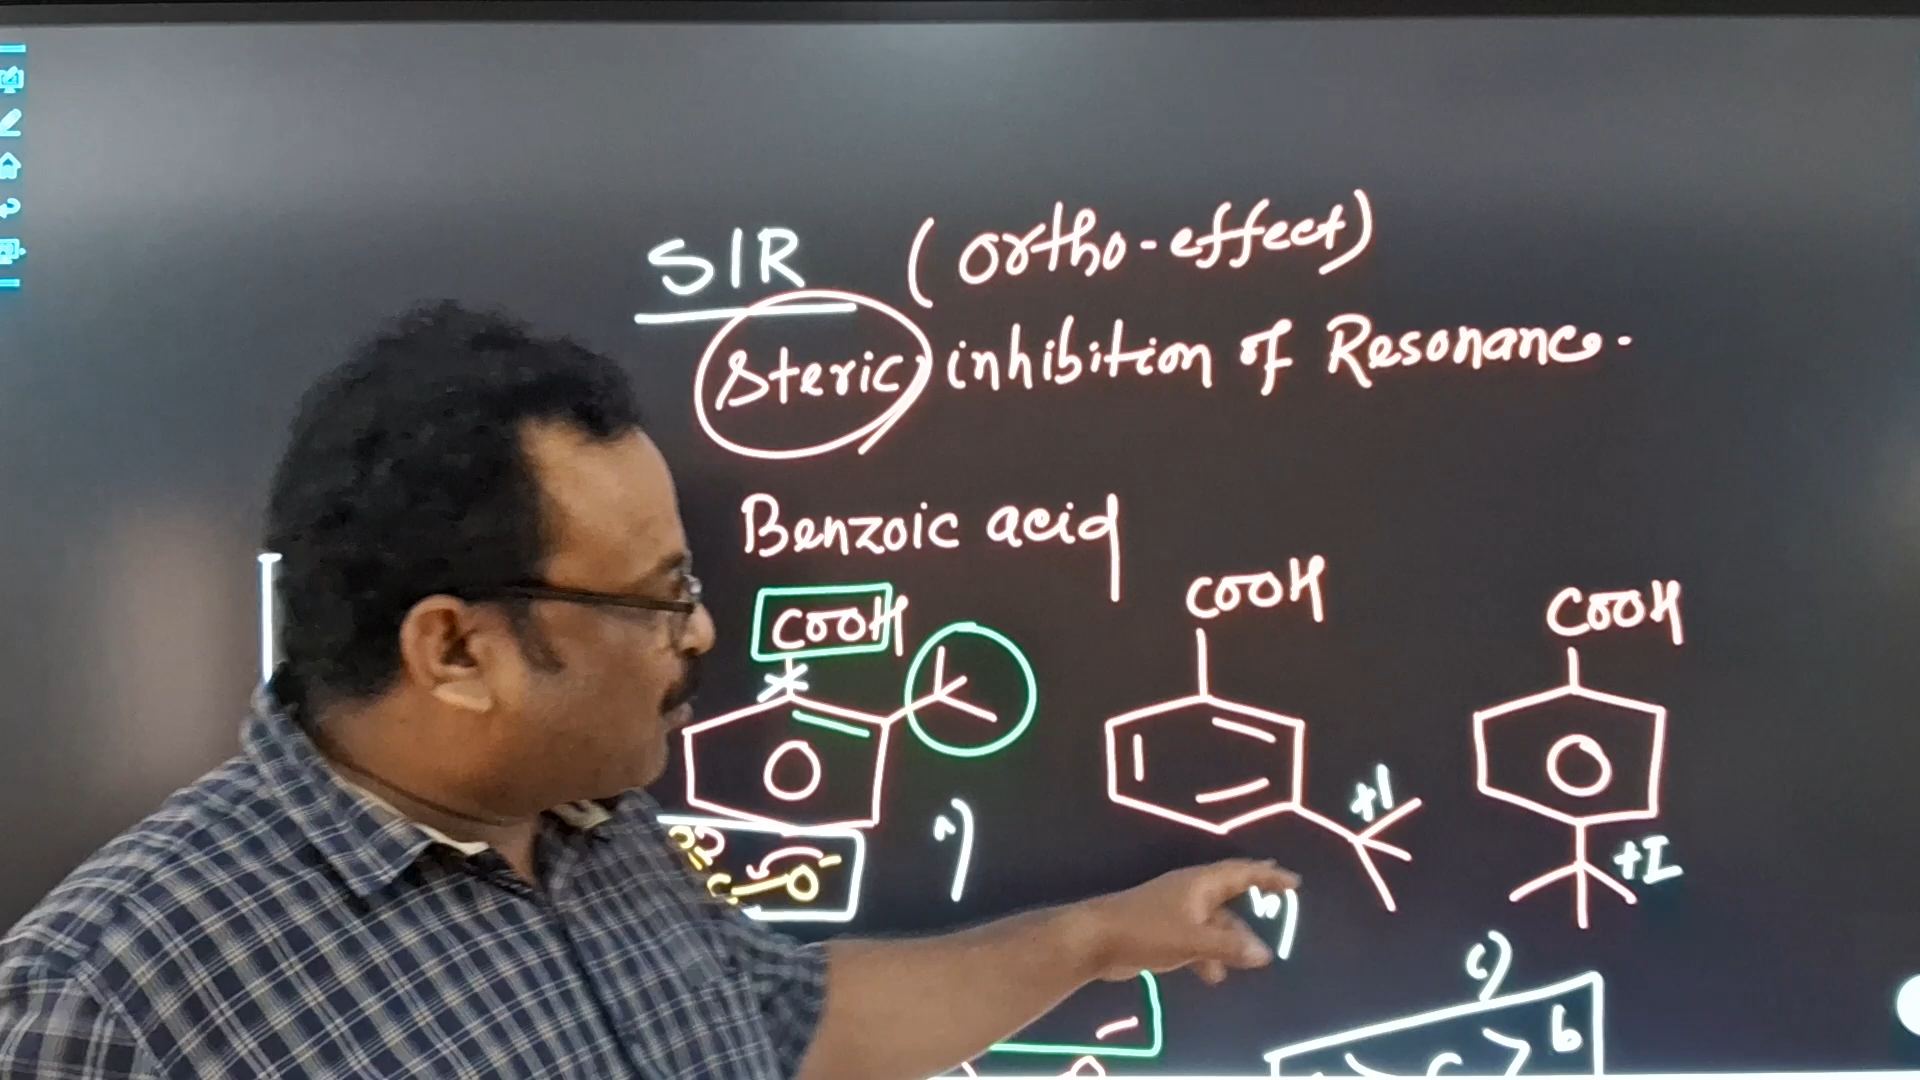 SIR (Ortho-effect)
Steric inhibition of Resonance.
Benzoic acid
COOH COOH COOH
+I +I
a) b) c)
C O -
c > b